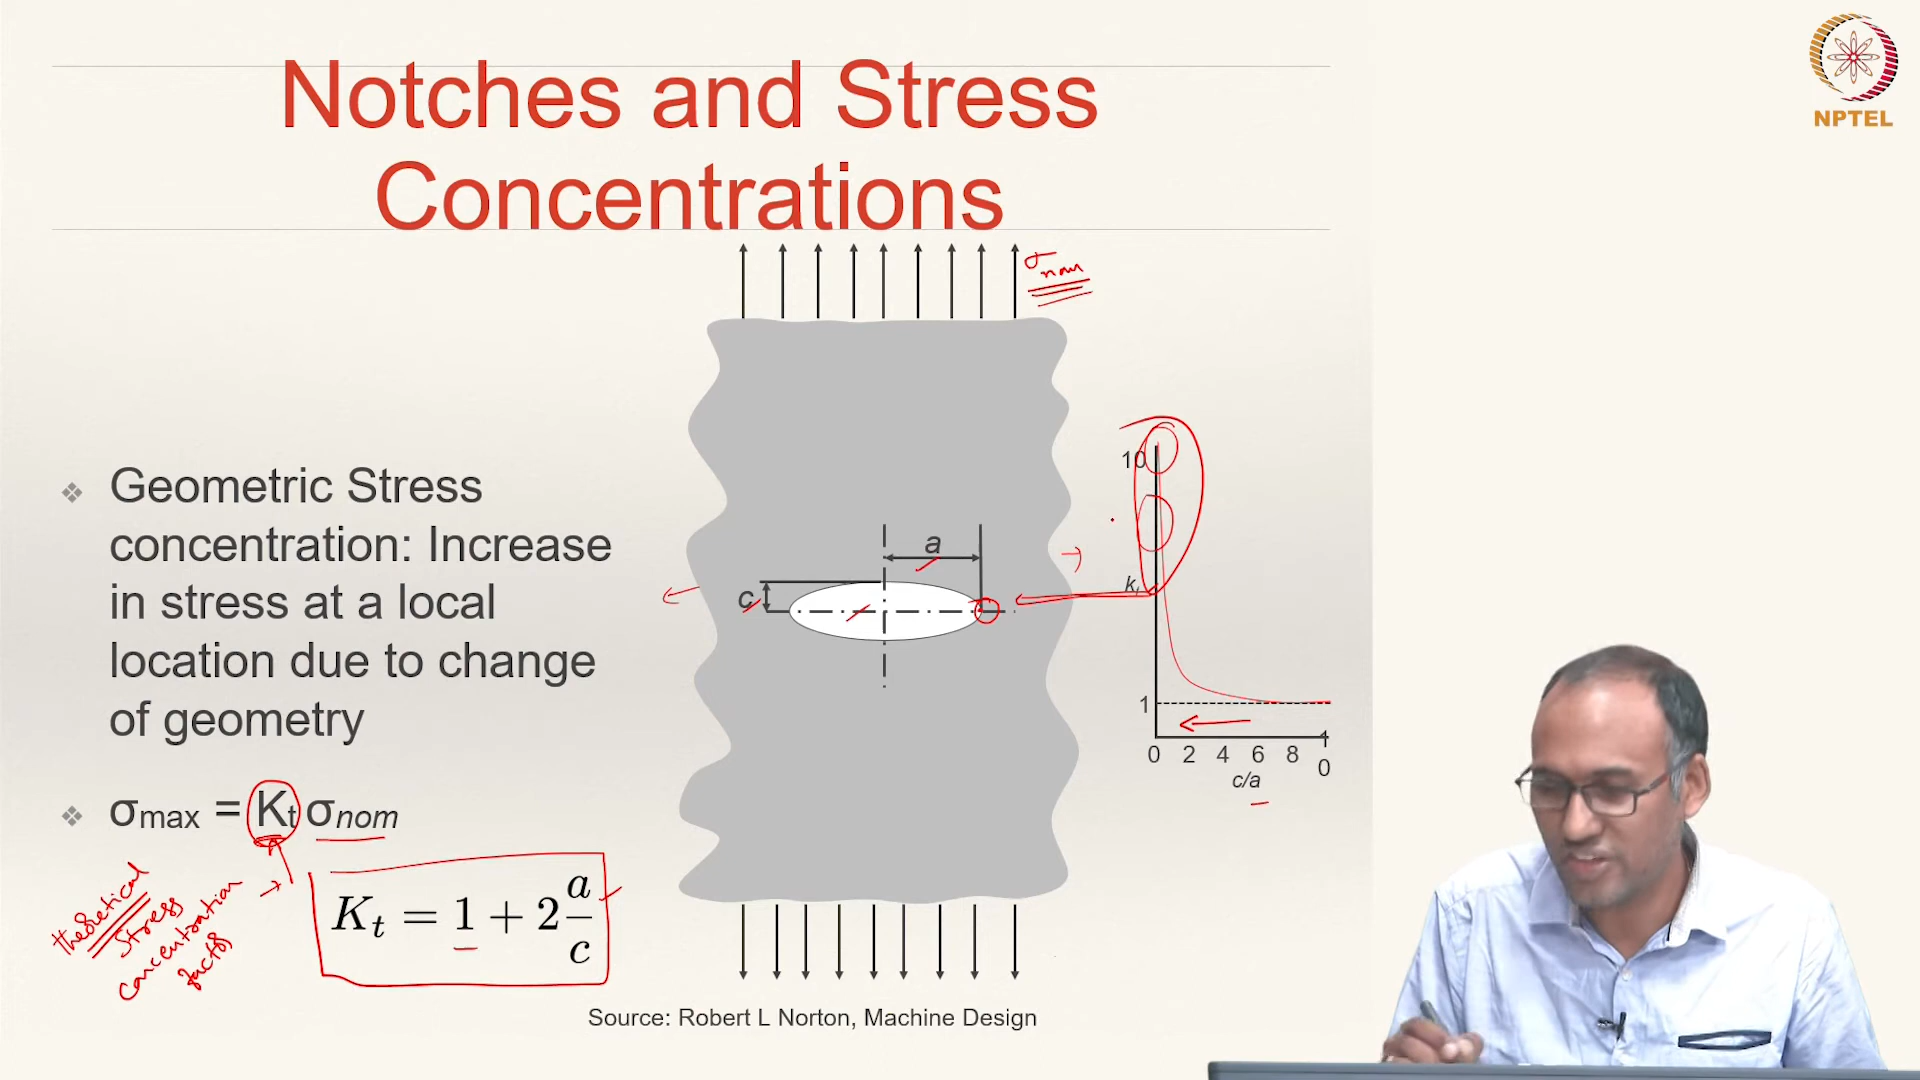 Notches and Stress
Concentrations
NPTEL
σ nom
❖ Geometric Stress
concentration: Increase
in stress at a local
location due to change
of geometry
❖ σmax = Kt σnom
Kt = 1 + 2 a/c
theoretical
stress
concentration
factor
a
c
10
kt
1
0 2 4 6 8 10
c/a
Source: Robert L Norton, Machine Design